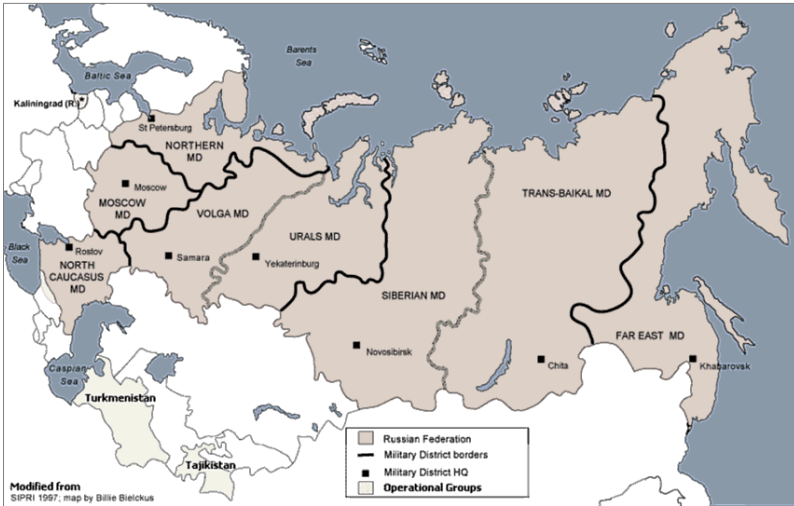 Barents
Sea
Baltic Sea
Kaliningrad (R.)
St Petersburg
NORTHERN
MD
Moscow
MOSCOW
MD
VOLGA MD
TRANS-BAIKAL MD
URALS MD
Black
Sea
Rostov
Samara
Yekaterinburg
NORTH
CAUCASUS
MD
SIBERIAN MD
FAR EAST MD
Novosibirsk
Chita
Khabarovsk
Caspian
Sea
Turkmenistan
Tajikistan
Russian Federation
Military District borders
Military District HQ
Operational Groups
Modified from
SIPRI 1997; map by Billie Bielckus